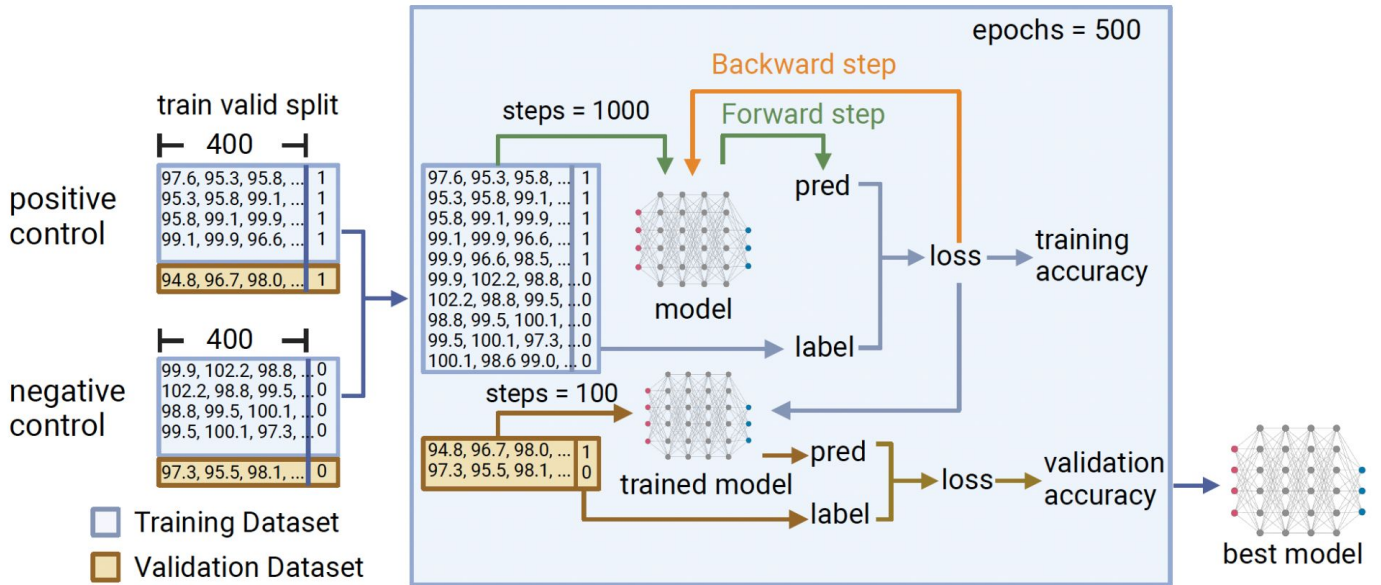 train valid split
400
positive
control
97.6, 95.3, 95.8, ... 1
95.3, 95.8, 99.1, ... 1
95.8, 99.1, 99.9, ... 1
99.1, 99.9, 96.6, ... 1
94.8, 96.7, 98.0, ... 1
400
negative
control
99.9, 102.2, 98.8, ...0
102.2, 98.8, 99.5, ...0
98.8, 99.5, 100.1, ...0
99.5, 100.1, 97.3, ...0
97.3, 95.5, 98.1, ... 0
Training Dataset
Validation Dataset
epochs = 500
Backward step
steps = 1000
Forward step
97.6, 95.3, 95.8, ... 1
95.3, 95.8, 99.1, ... 1
95.8, 99.1, 99.9, ... 1
99.1, 99.9, 96.6, ... 1
99.9, 96.6, 98.5, ... 1
99.9, 102.2, 98.8, ...0
102.2, 98.8, 99.5, ...0
98.8, 99.5, 100.1, ...0
99.5, 100.1, 97.3, ...0
100.1, 98.6 99.0, ...0
model
pred
label
loss
training
accuracy
steps = 100
94.8, 96.7, 98.0, ... 1
97.3, 95.5, 98.1, ... 0
trained model
pred
label
loss
validation
accuracy
best model